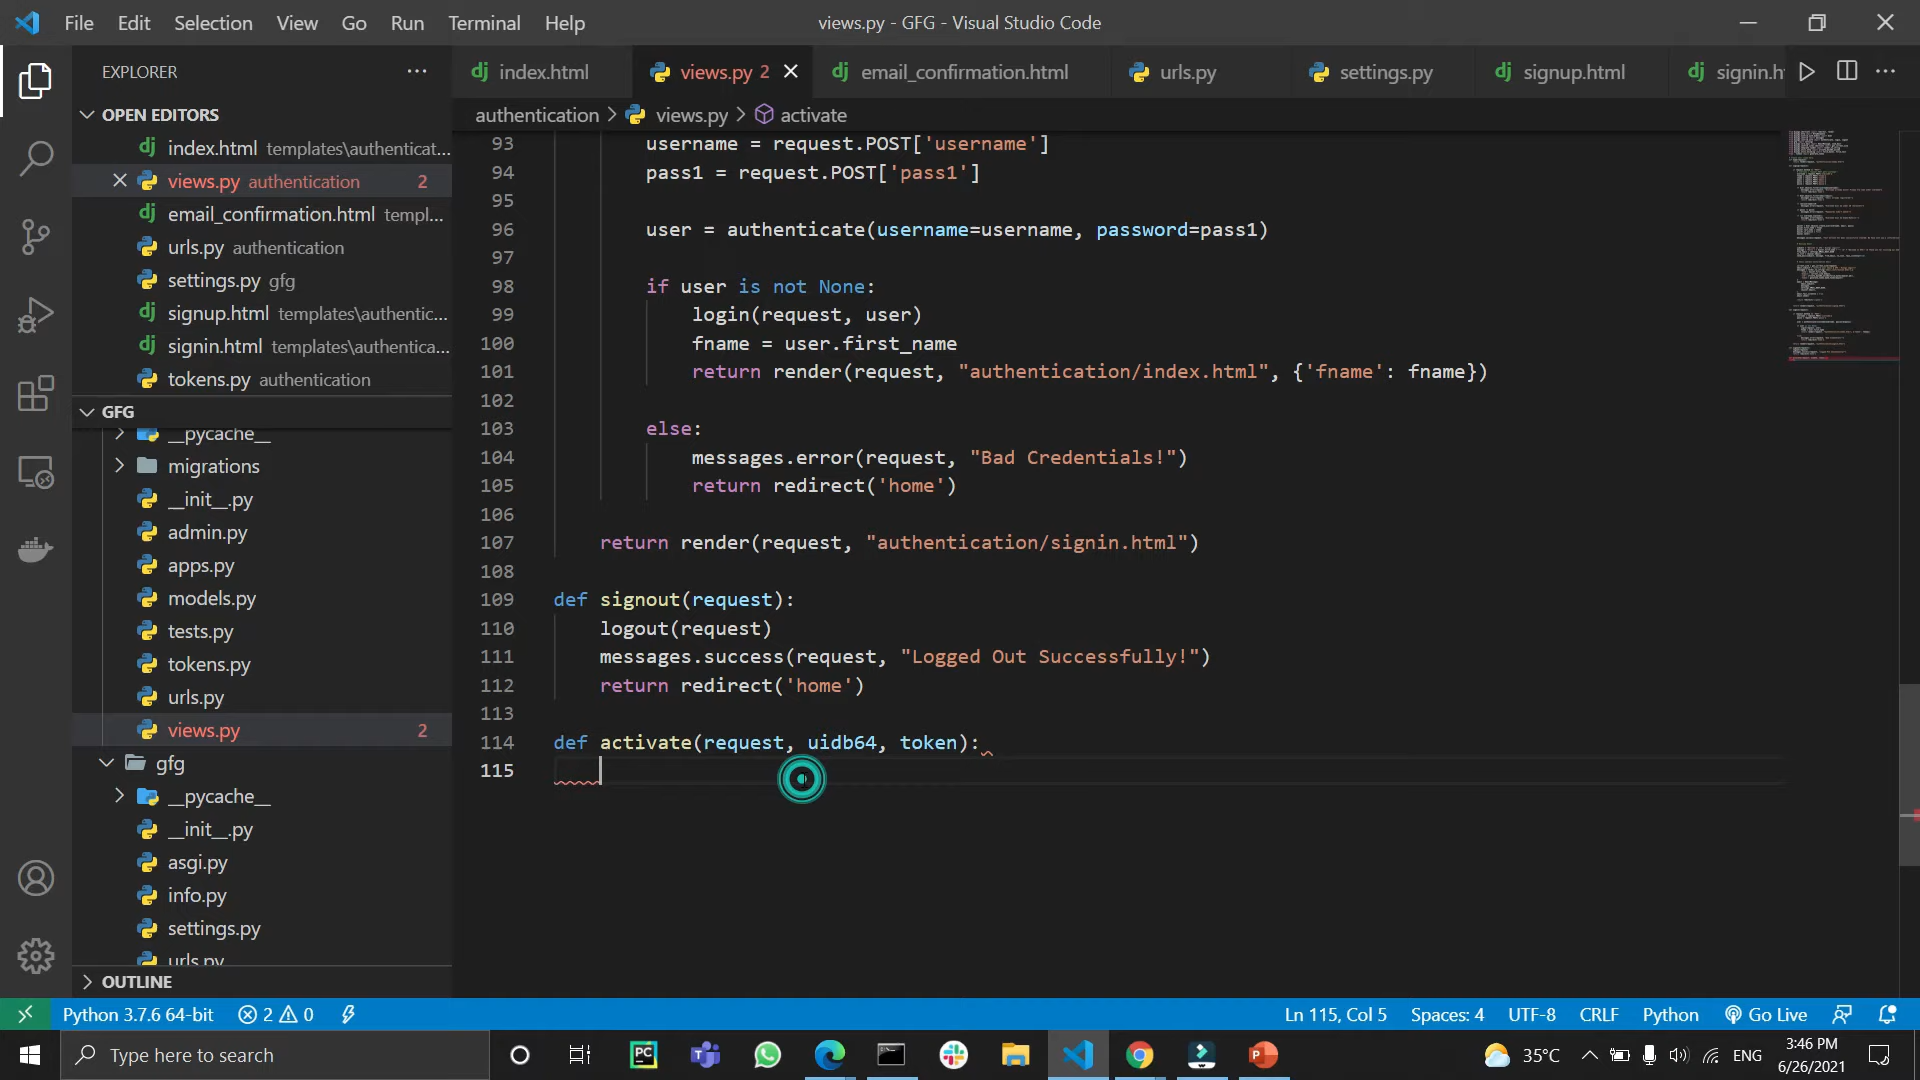 File Edit Selection View Go Run Terminal Help
views.py - GFG - Visual Studio Code
EXPLORER
OPEN EDITORS
index.html templates\authenticat...
views.py authentication 2
email_confirmation.html templ...
urls.py authentication
settings.py gfg
signup.html templates\authentic...
signin.html templates\authentica...
tokens.py authentication
GFG
__pycache__
migrations
__init__.py
admin.py
apps.py
models.py
tests.py
tokens.py
urls.py
views.py 2
gfg
__pycache__
__init__.py
asgi.py
info.py
settings.py
urls.py
OUTLINE
index.html views.py 2 email_confirmation.html urls.py settings.py signup.html signin.h
authentication > views.py > activate
93 username = request.POST['username']
94 pass1 = request.POST['pass1']
95
96 user = authenticate(username=username, password=pass1)
97
98 if user is not None:
99 login(request, user)
100 fname = user.first_name
101 return render(request, "authentication/index.html", {'fname': fname})
102
103 else:
104 messages.error(request, "Bad Credentials!")
105 return redirect('home')
106
107 return render(request, "authentication/signin.html")
108
109 def signout(request):
110 logout(request)
111 messages.success(request, "Logged Out Successfully!")
112 return redirect('home')
113
114 def activate(request, uidb64, token):
115
Python 3.7.6 64-bit 2 0 Ln 115, Col 5 Spaces: 4 UTF-8 CRLF Python Go Live
Type here to search
PC
35°C ENG
3:46 PM
6/26/2021